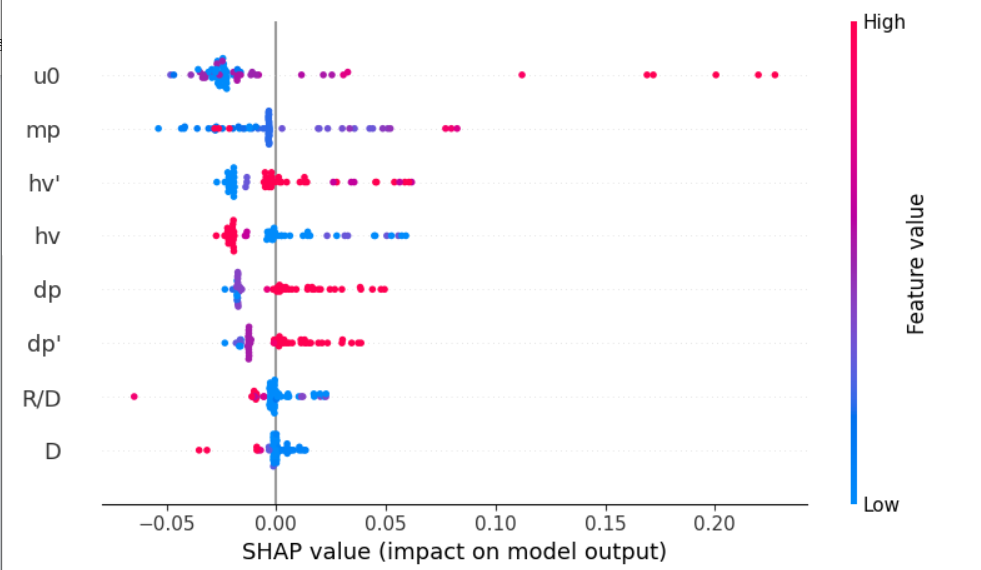 High
u0
mp
hv'
hv
dp
dp'
R/D
D
Feature value
Low
−0.05 0.00 0.05 0.10 0.15 0.20
SHAP value (impact on model output)